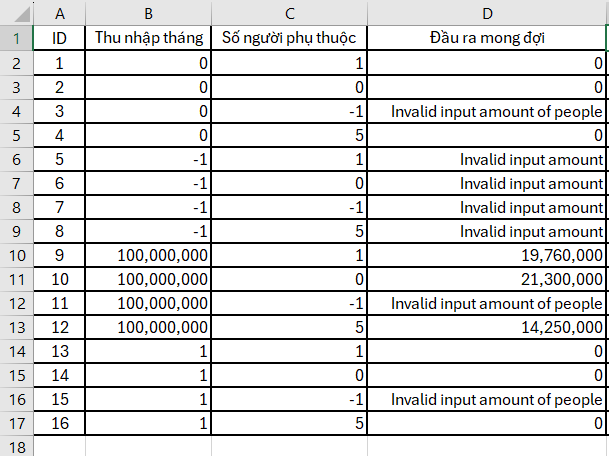 A B C D
1 ID Thu nhập tháng Số người phụ thuộc Đầu ra mong đợi
2 1 0 1 0
3 2 0 0 0
4 3 0 -1 Invalid input amount of people
5 4 0 5 0
6 5 -1 1 Invalid input amount
7 6 -1 0 Invalid input amount
8 7 -1 -1 Invalid input amount
9 8 -1 5 Invalid input amount
10 9 100,000,000 1 19,760,000
11 10 100,000,000 0 21,300,000
12 11 100,000,000 -1 Invalid input amount of people
13 12 100,000,000 5 14,250,000
14 13 1 1 0
15 14 1 0 0
16 15 1 -1 Invalid input amount of people
17 16 1 5 0
18